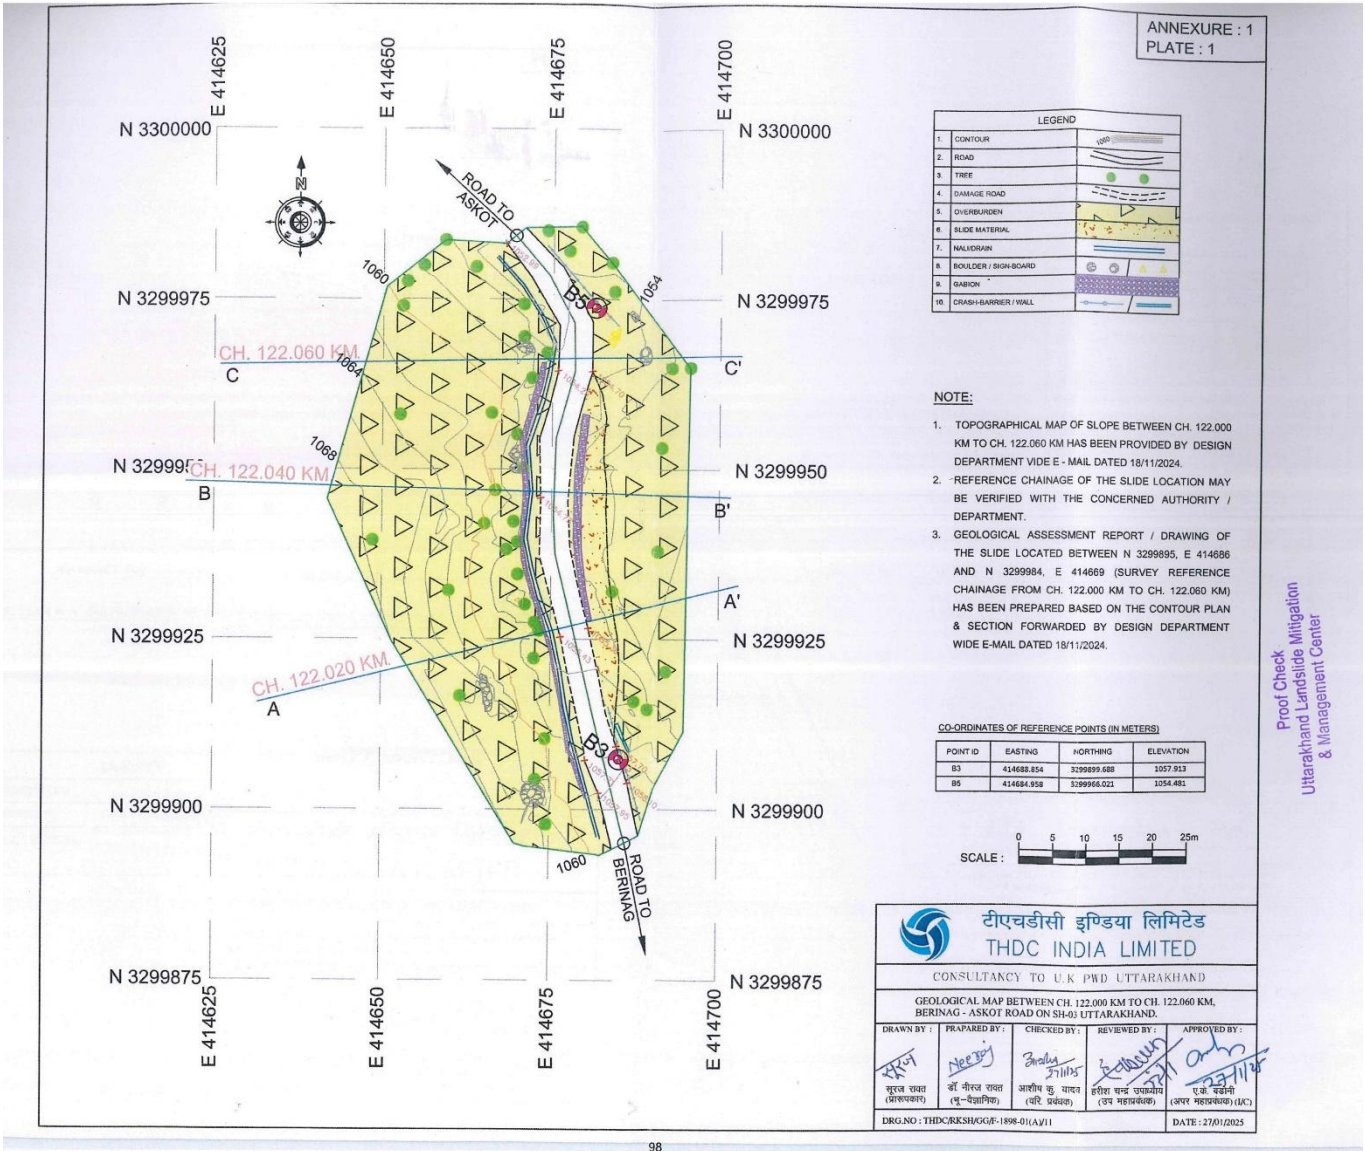 ANNEXURE : 1
PLATE : 1
E 414625
E 414650
E 414675
E 414700
N 3300000
N 3300000
N
ROAD TO
ASKOT
1060
1054
N 3299975
N 3299975
B5
CH. 122.060 KM.
C
C'
1064
1068
N 3299950
CH. 122.040 KM
B
B'
A'
N 3299925
N 3299925
CH. 122.020 KM.
A
B3
N 3299900
N 3299900
1060
ROAD TO
BERINAG
N 3299875
N 3299875
E 414625
E 414650
E 414675
E 414700
LEGEND
1. CONTOUR 1060
2. ROAD
3. TREE
4. DAMAGE ROAD
5. OVERBURDEN
6. SLIDE MATERIAL
7. NALI/DRAIN
8. BOULDER / SIGN-BOARD
9. GABION
10. CRASH-BARRIER / WALL
NOTE:
1. TOPOGRAPHICAL MAP OF SLOPE BETWEEN CH. 122.000
KM TO CH. 122.060 KM HAS BEEN PROVIDED BY DESIGN
DEPARTMENT VIDE E - MAIL DATED 18/11/2024.
2. REFERENCE CHAINAGE OF THE SLIDE LOCATION MAY
BE VERIFIED WITH THE CONCERNED AUTHORITY /
DEPARTMENT.
3. GEOLOGICAL ASSESSMENT REPORT / DRAWING OF
THE SLIDE LOCATED BETWEEN N 3299895, E 414686
AND N 3299984, E 414669 (SURVEY REFERENCE
CHAINAGE FROM CH. 122.000 KM TO CH. 122.060 KM)
HAS BEEN PREPARED BASED ON THE CONTOUR PLAN
& SECTION FORWARDED BY DESIGN DEPARTMENT
WIDE E-MAIL DATED 18/11/2024.
CO-ORDINATES OF REFERENCE POINTS (IN METERS)
POINT ID EASTING NORTHING ELEVATION
B3 414688.854 3299899.688 1057.913
B5 414684.958 3299966.021 1054.481
SCALE :
0 5 10 15 20 25m
Proof Check
Uttarakhand Landslide Mitigation
& Management Center
टीएचडीसी इण्डिया लिमिटेड
THDC INDIA LIMITED
CONSULTANCY TO U.K PWD UTTARAKHAND
GEOLOGICAL MAP BETWEEN CH. 122.000 KM TO CH. 122.060 KM,
BERINAG - ASKOT ROAD ON SH-03 UTTARAKHAND.
DRAWN BY : PRAPARED BY : CHECKED BY : REVIEWED BY : APPROVED BY :
Neeraj
27/1/25
सूरज रावत डॉ नीरज रावत आशीष कु. यादव हरीश चन्द्र उपाध्याय ए.के. बडोनी
(प्रारूपकार) (भू-वैज्ञानिक) (वरि. प्रबंधक) (उप महाप्रबंधक) (अपर महाप्रबंधक) (I/C)
DRG.NO : THDC/RKSH/GG/F-1898-01(A)/11 DATE : 27/01/2025
98